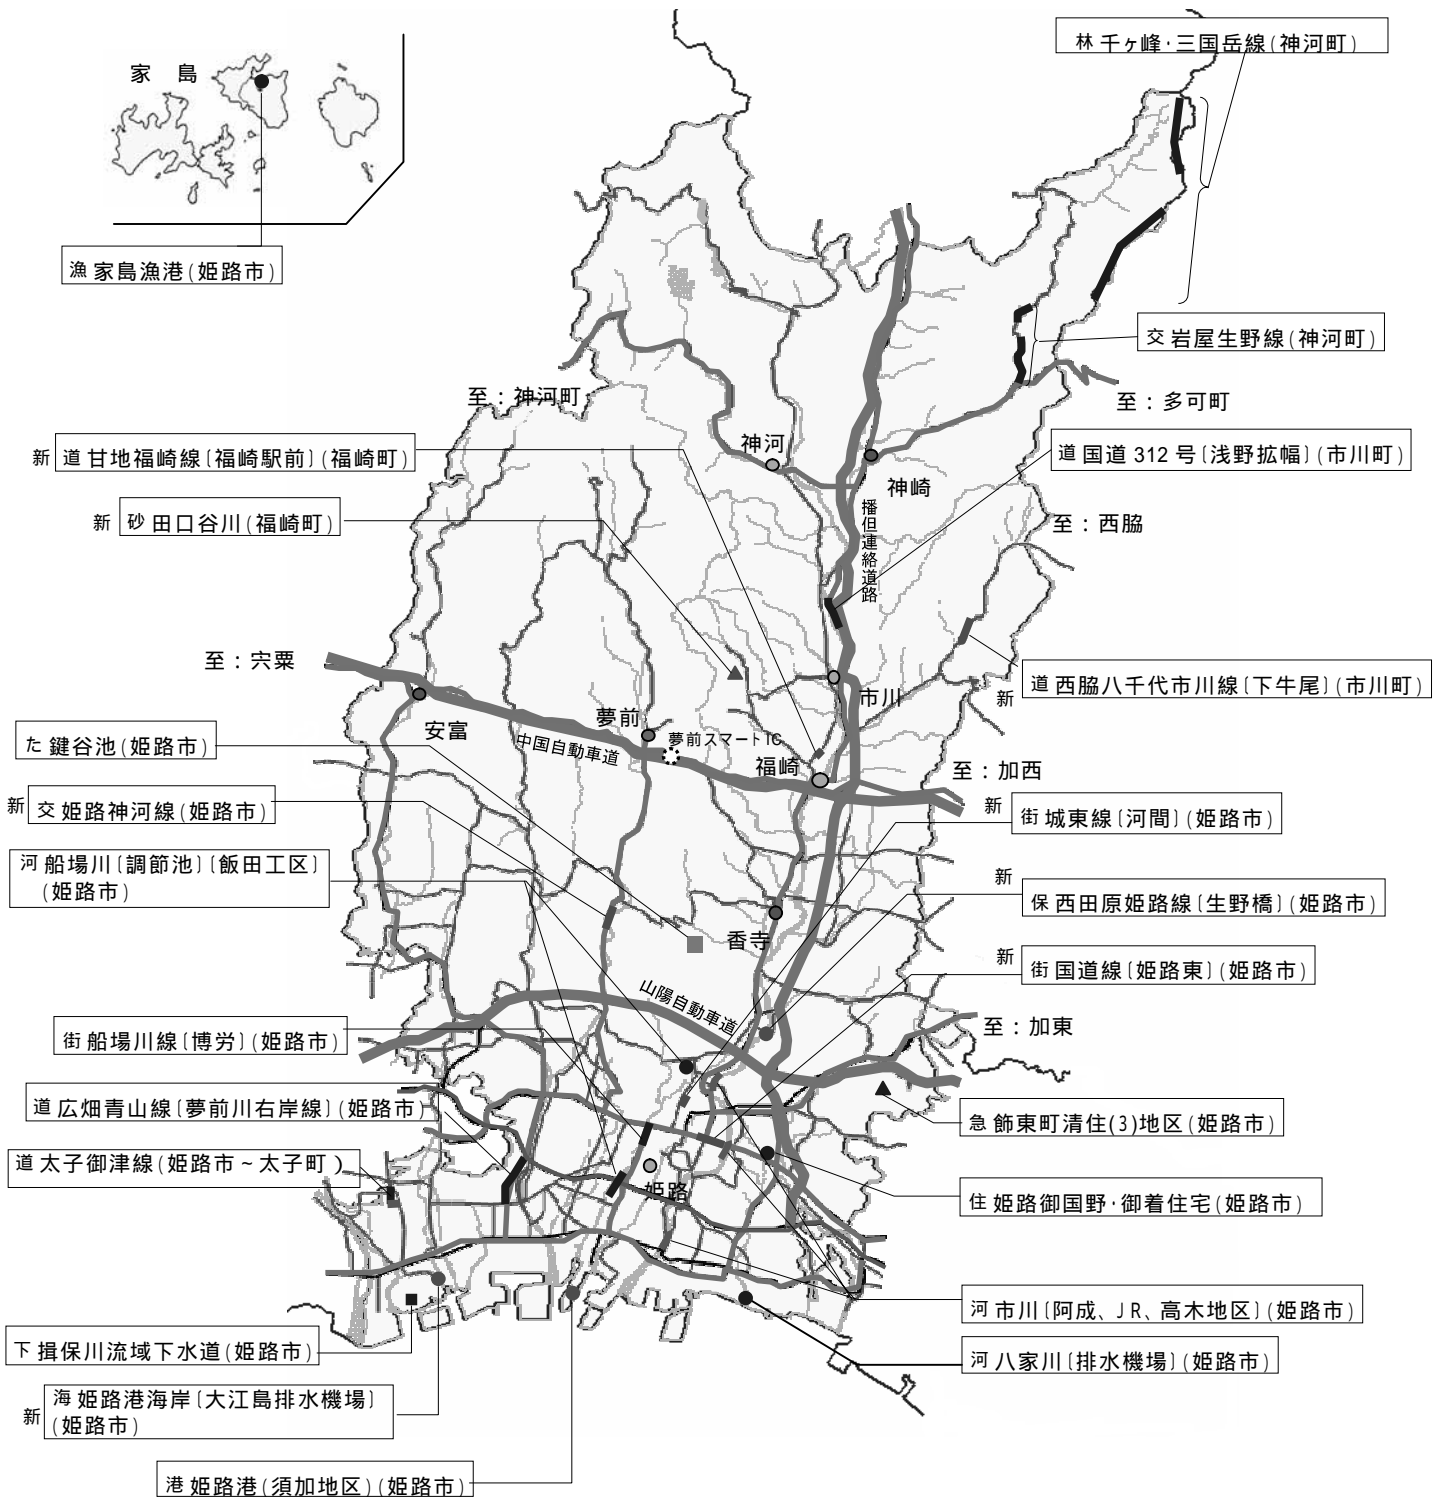 林 千ヶ峰・三国岳線(神河町)
家 島
漁 家島漁港(姫路市)
交 岩屋生野線(神河町)
至：神河町
至：多可町
新 道 甘地福崎線〔福崎駅前〕(福崎町)
神河
神崎
道 国道312号〔浅野拡幅〕(市川町)
新 砂 田口谷川(福崎町)
播但連絡道路
至：西脇
至：宍粟
新 道 西脇八千代市川線〔下牛尾〕(市川町)
市川
安富
夢前
夢前スマートIC
中国自動車道
福崎
た 鍵谷池(姫路市)
至：加西
新 交 姫路神河線(姫路市)
新 街 城東線〔河間〕(姫路市)
河 船場川〔調節池〕〔飯田工区〕
(姫路市)
新
保 西田原姫路線〔生野橋〕(姫路市)
香寺
新 街 国道線〔姫路東〕(姫路市)
山陽自動車道
至：加東
街 船場川線〔博労〕(姫路市)
道 広畑青山線〔夢前川右岸線〕(姫路市
急 飾東町清住(3)地区(姫路市)
道 太子御津線(姫路市～太子町)
姫路
住 姫路御国野・御着住宅(姫路市)
河 市川〔阿成、JR、高木地区〕(姫路市)
下 揖保川流域下水道(姫路市)
河 八家川〔排水機場〕(姫路市)
新 海 姫路港海岸〔大江島排水機場〕
(姫路市)
港 姫路港(須加地区)(姫路市)